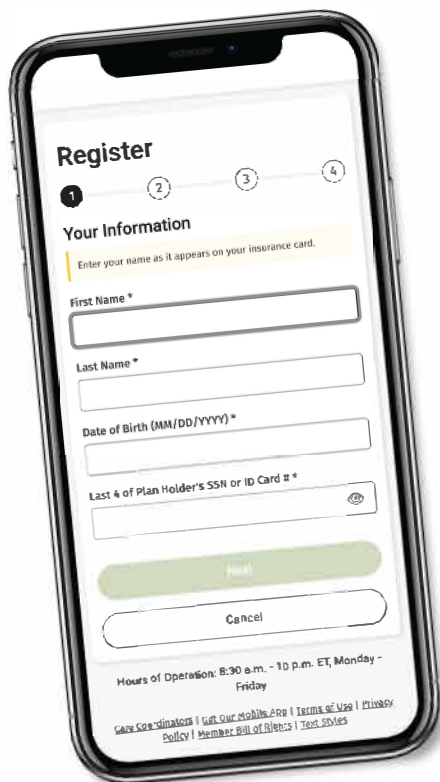 Register
1 2 3 4
Your Information
Enter your name as it appears on your insurance card.
First Name *
Last Name *
Date of Birth (MM/DD/YYYY) *
Last 4 of Plan Holder's SSN or ID Card # *
Next
Cancel
Hours of Operation: 8:30 a.m. - 10 p.m. ET, Monday -
Friday
Care Coordinators | Get Our Mobile App | Terms of Use | Privacy
Policy | Member Bill of Rights | Text Styles